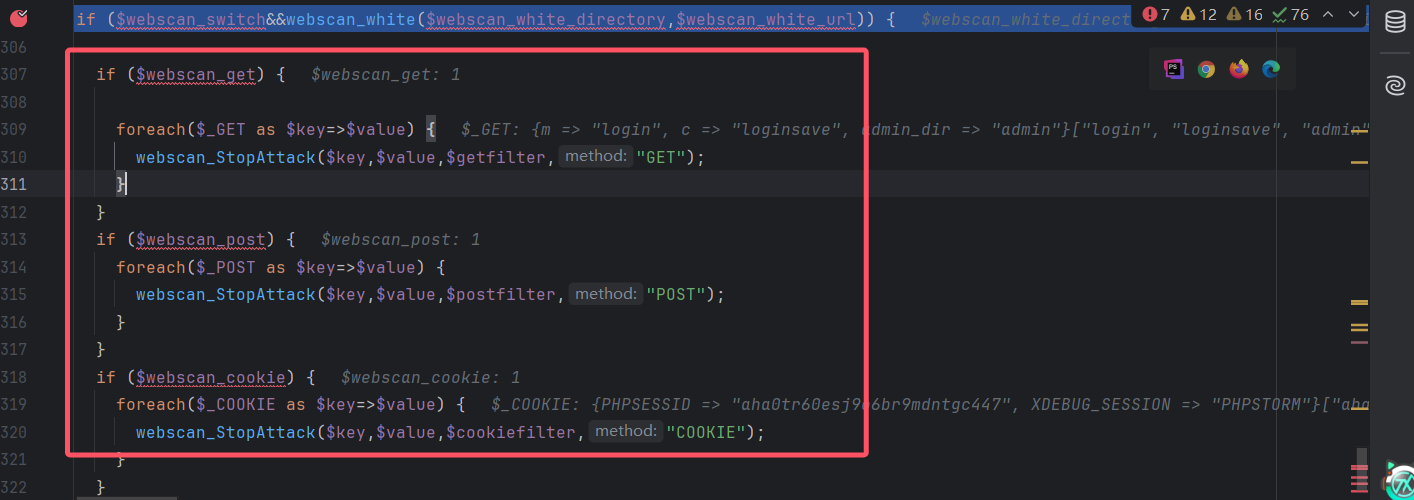 if ($webscan_switch&&webscan_white($webscan_white_directory,$webscan_white_url)) { $webscan_white_direct 7 12 16 76
306
307 if ($webscan_get) { $webscan_get: 1
308
309 foreach($_GET as $key=>$value) { $_GET: {m => "login", c => "loginsave", admin_dir => "admin"}["login", "loginsave", "admin"
310 webscan_StopAttack($key,$value,$getfilter, method: "GET");
311 }
312 }
313 if ($webscan_post) { $webscan_post: 1
314 foreach($_POST as $key=>$value) {
315 webscan_StopAttack($key,$value,$postfilter, method: "POST");
316 }
317 }
318 if ($webscan_cookie) { $webscan_cookie: 1
319 foreach($_COOKIE as $key=>$value) { $_COOKIE: {PHPSESSID => XDEBUG_SESSION => "PHPSTORM"}["aha
320 webscan_StopAttack($key,$value,$cookiefilter, method: "COOKIE");
321 }
322 }
PS